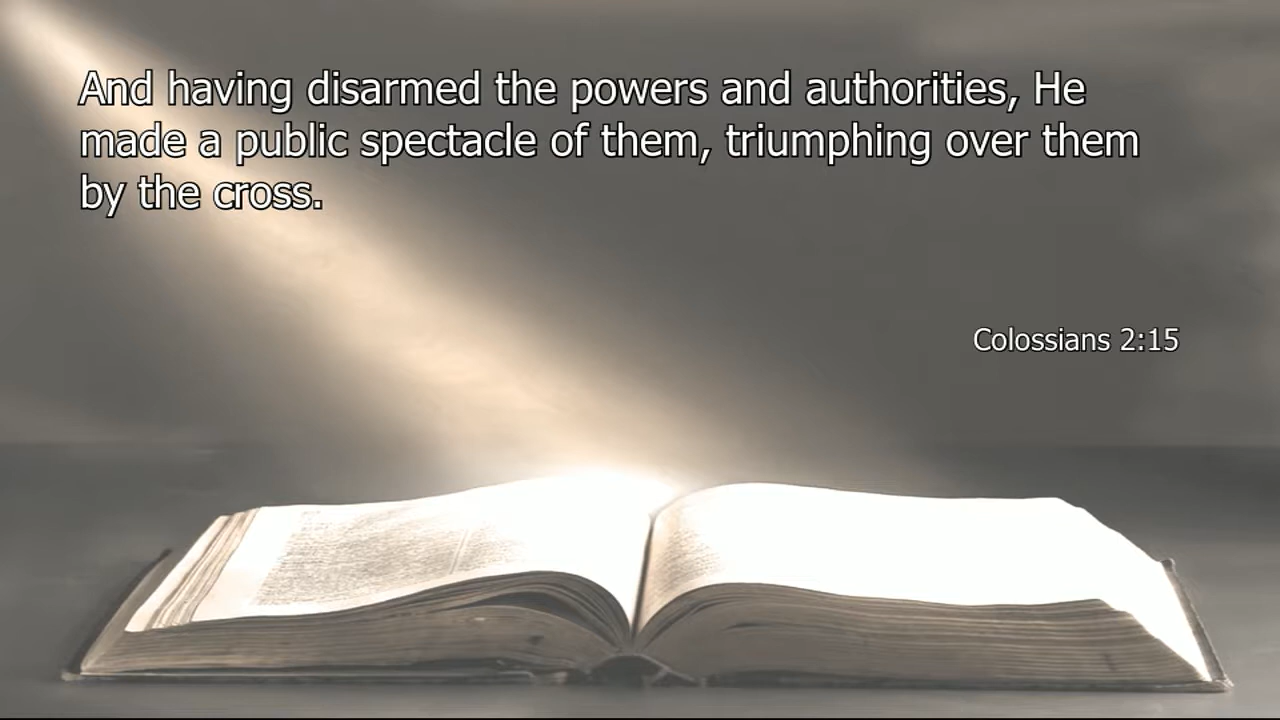 And having disarmed the powers and authorities, He
made a public spectacle of them, triumphing over them
by the cross.
Colossians 2:15